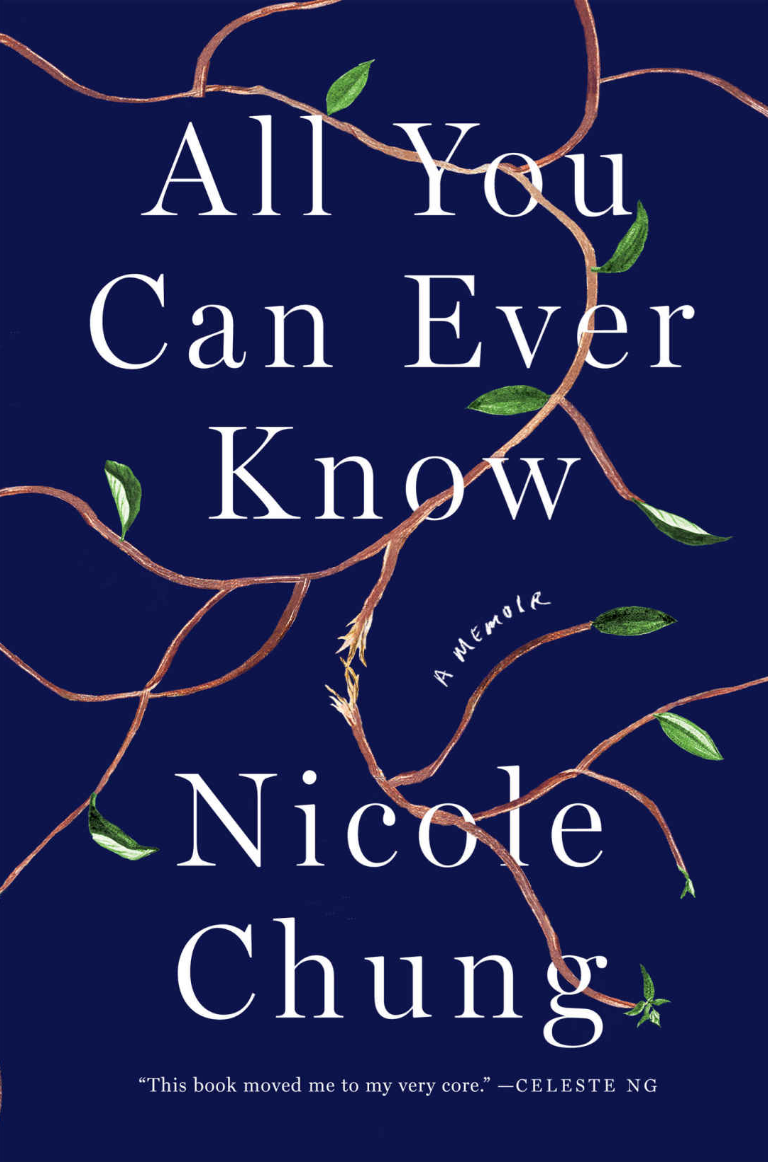 All You
Can Ever
Know
A MEMOIR
Nicole
Chung
“This book moved me to my very core.” —CELESTE NG